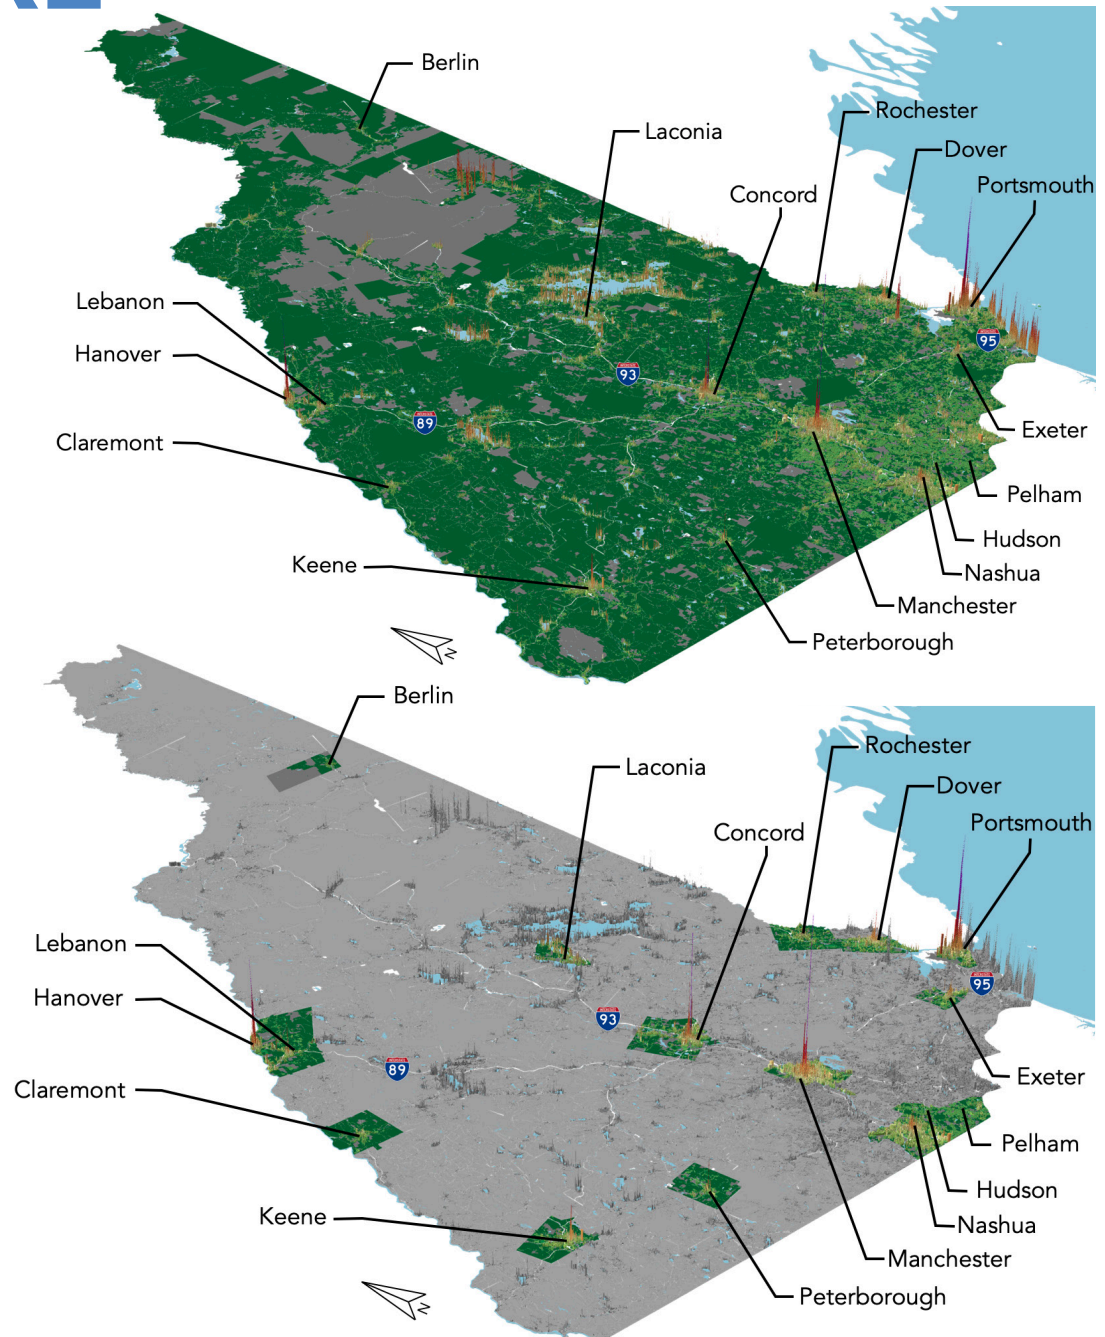 Berlin
Rochester
Laconia
Dover
Portsmouth
Concord
Lebanon
95
Hanover
93
89
Exeter
Claremont
Pelham
Hudson
Keene
Nashua
Manchester
Peterborough
N
Berlin
Rochester
Laconia
Dover
Portsmouth
Concord
Lebanon
95
Hanover
93
89
Exeter
Claremont
Pelham
Hudson
Keene
Nashua
Manchester
Peterborough
N